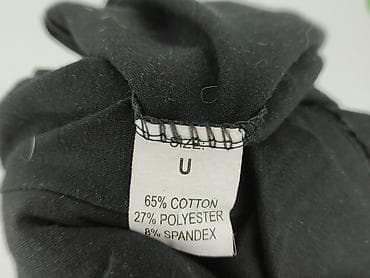 SIZE:
U
65% COTTON
27% POLYESTER
8% SPANDEX